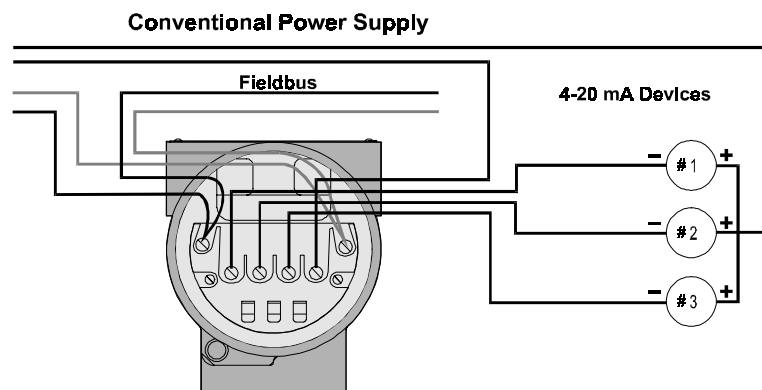 Conventional Power Supply
Fieldbus
4-20 mA Devices
- #1 +
- #2 +
- #3 +